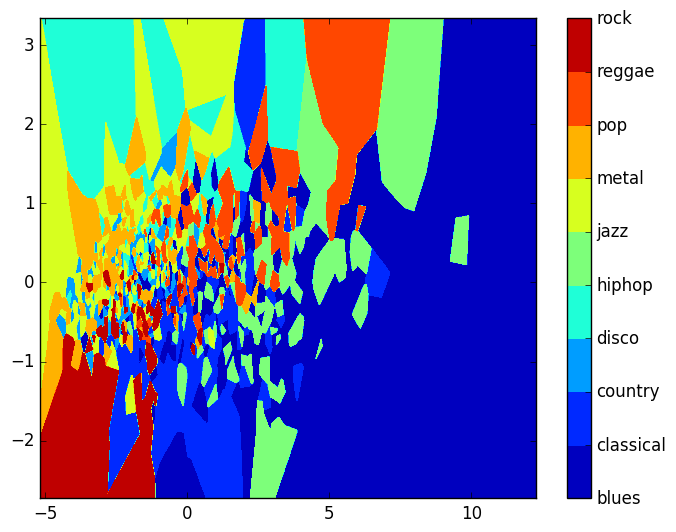 3
2
1
0
−1
−2
−5
0
5
10
rock
reggae
pop
metal
jazz
hiphop
disco
country
classical
blues